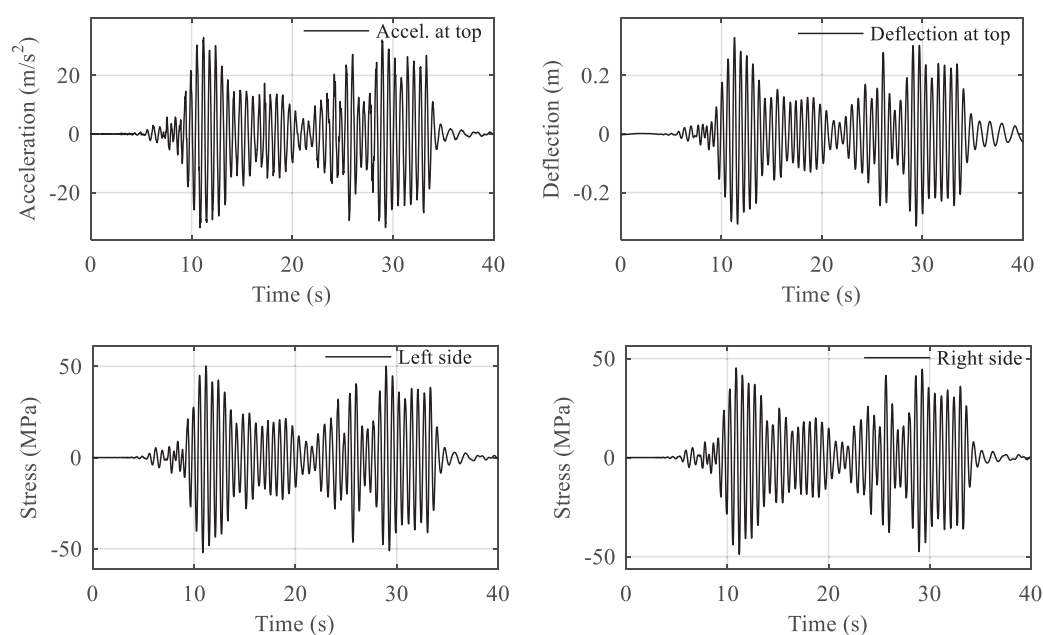 Accel. at top
Acceleration (m/s²)
20
0
-20
0 10 20 30 40
Time (s)
Deflection at top
Deflection (m)
0.2
0
-0.2
0 10 20 30 40
Time (s)
Left side
Stress (MPa)
50
0
-50
0 10 20 30 40
Time (s)
Right side
Stress (MPa)
50
0
-50
0 10 20 30 40
Time (s)